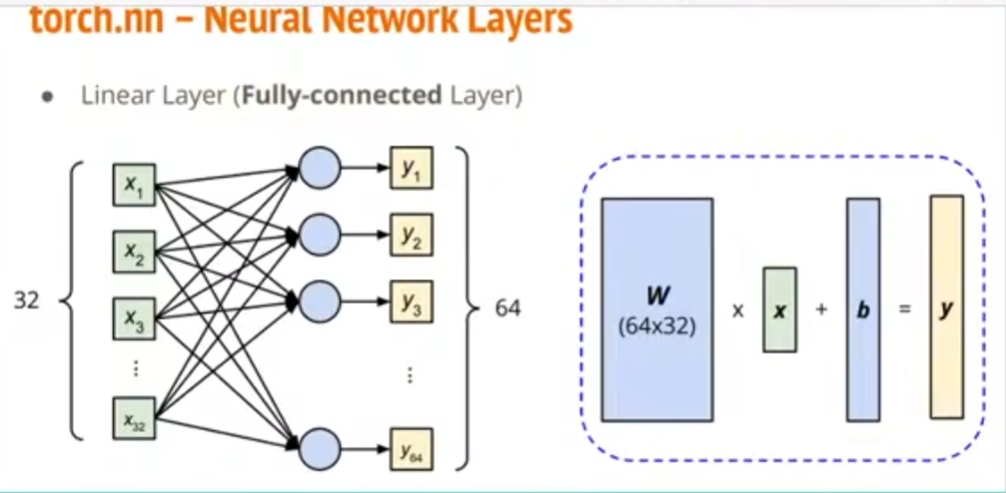 torch.nn – Neural Network Layers
● Linear Layer (Fully-connected Layer)
32
x₁
x₂
x₃
⋮
x₃₂
y₁
y₂
y₃
⋮
y₆₄
64
W
(64x32)
x
x
+
b
=
y